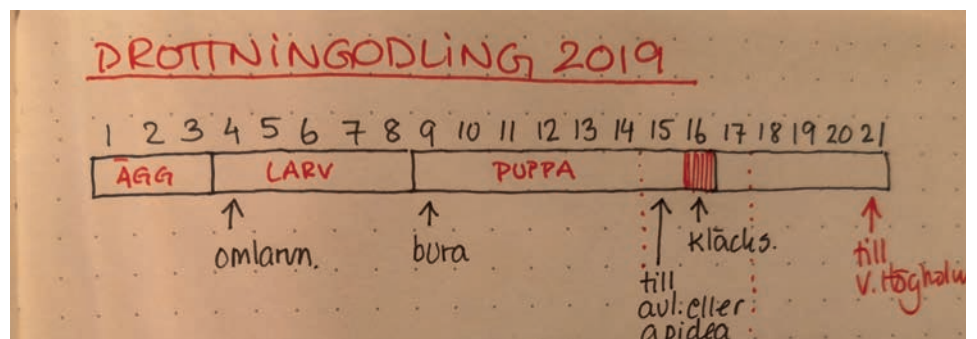 DROTTNINGODLING 2019
1 2 3 4 5 6 7 8 9 10 11 12 13 14 15 16 17 18 19 20 21
ÄGG LARV PUPPA
omlarvn.
bura
kläcks.
till
avl. eller
apidea
till
V. Högholm